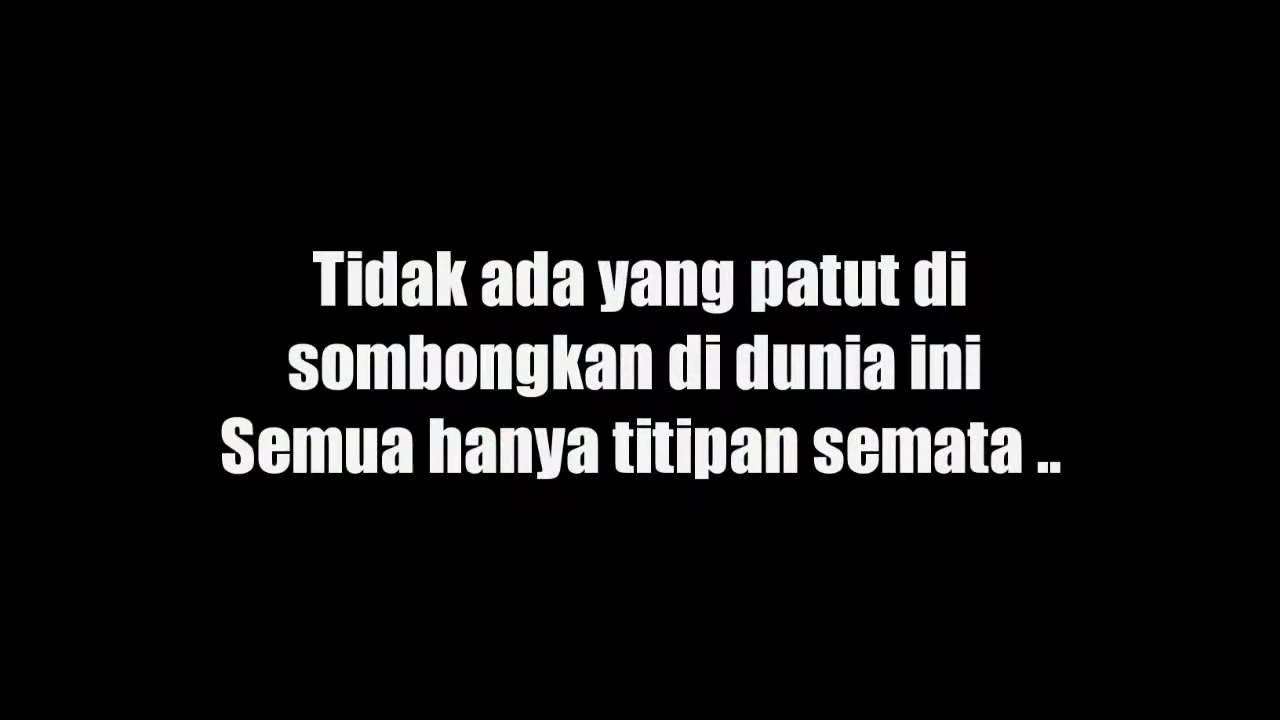 Tidak ada yang patut di
sombongkan di dunia ini
Semua hanya titipan semata ..